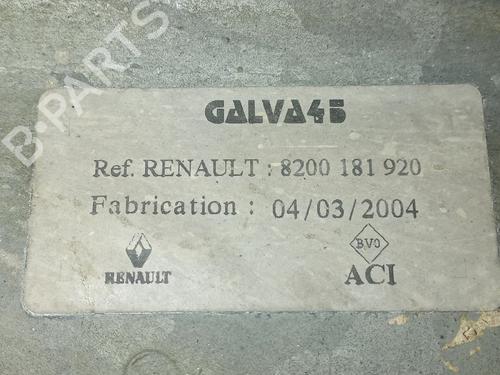 B-PARTS
GALVA45
Ref. RENAULT : 8200 181 920
Fabrication : 04/03/2004
BVO
RENAULT
ACI